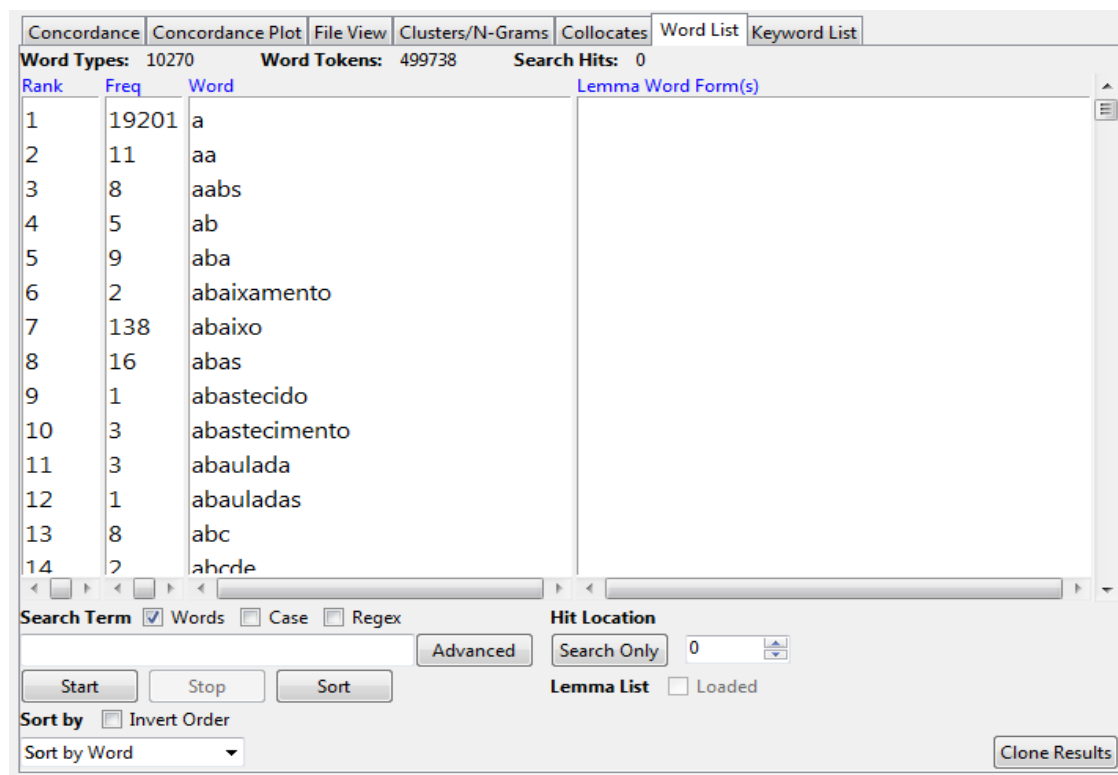 Concordance Concordance Plot File View Clusters/N-Grams Collocates Word List Keyword List
Word Types: 10270 Word Tokens: 499738 Search Hits: 0
Rank Freq Word Lemma Word Form(s)
1 19201 a
2 11 aa
3 8 aabs
4 5 ab
5 9 aba
6 2 abaixamento
7 138 abaixo
8 16 abas
9 1 abastecido
10 3 abastecimento
11 3 abaulada
12 1 abauladas
13 8 abc
14 2 abcde
Search Term Words Case Regex Hit Location
Advanced Search Only 0
Start Stop Sort Lemma List Loaded
Sort by Invert Order
Sort by Word Clone Results